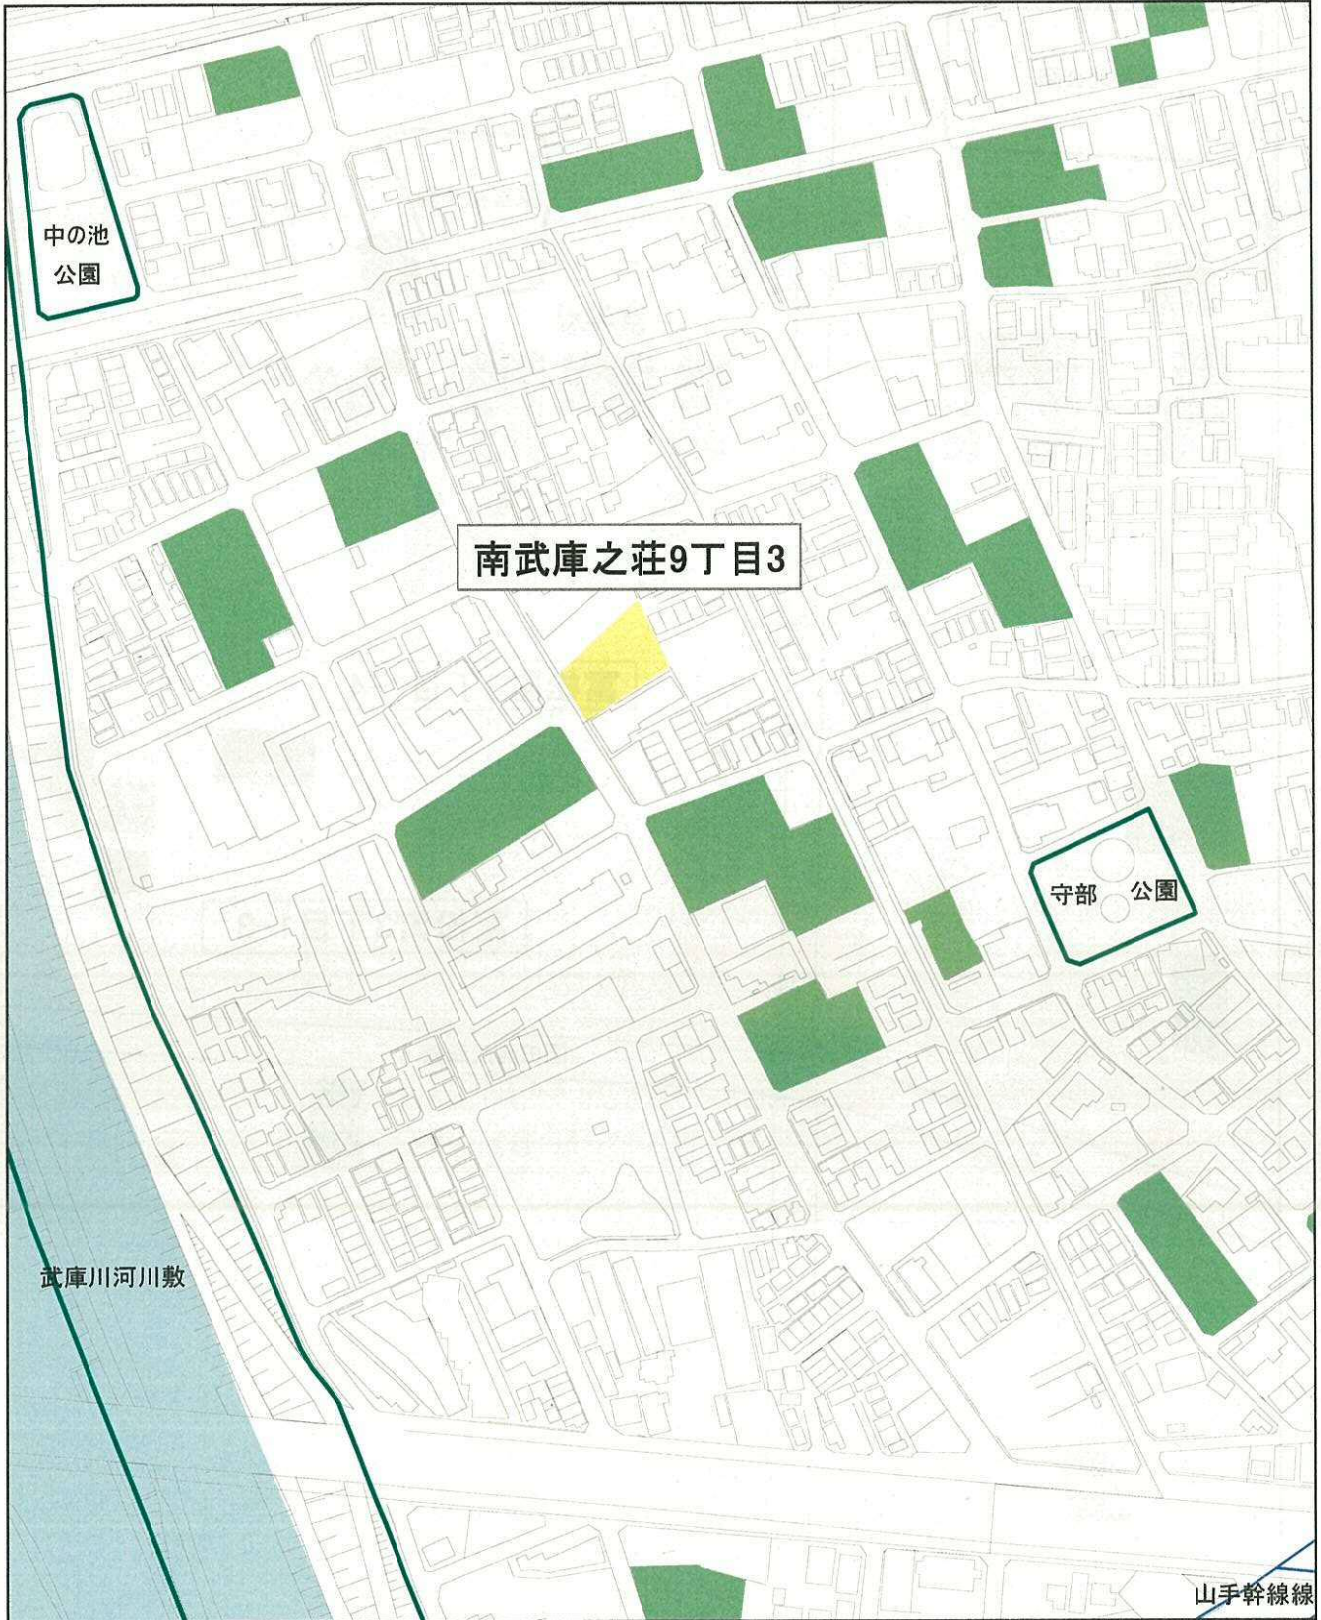 中の池
公園
南武庫之荘9丁目3
守部 公園
武庫川河川敷
山手幹線線